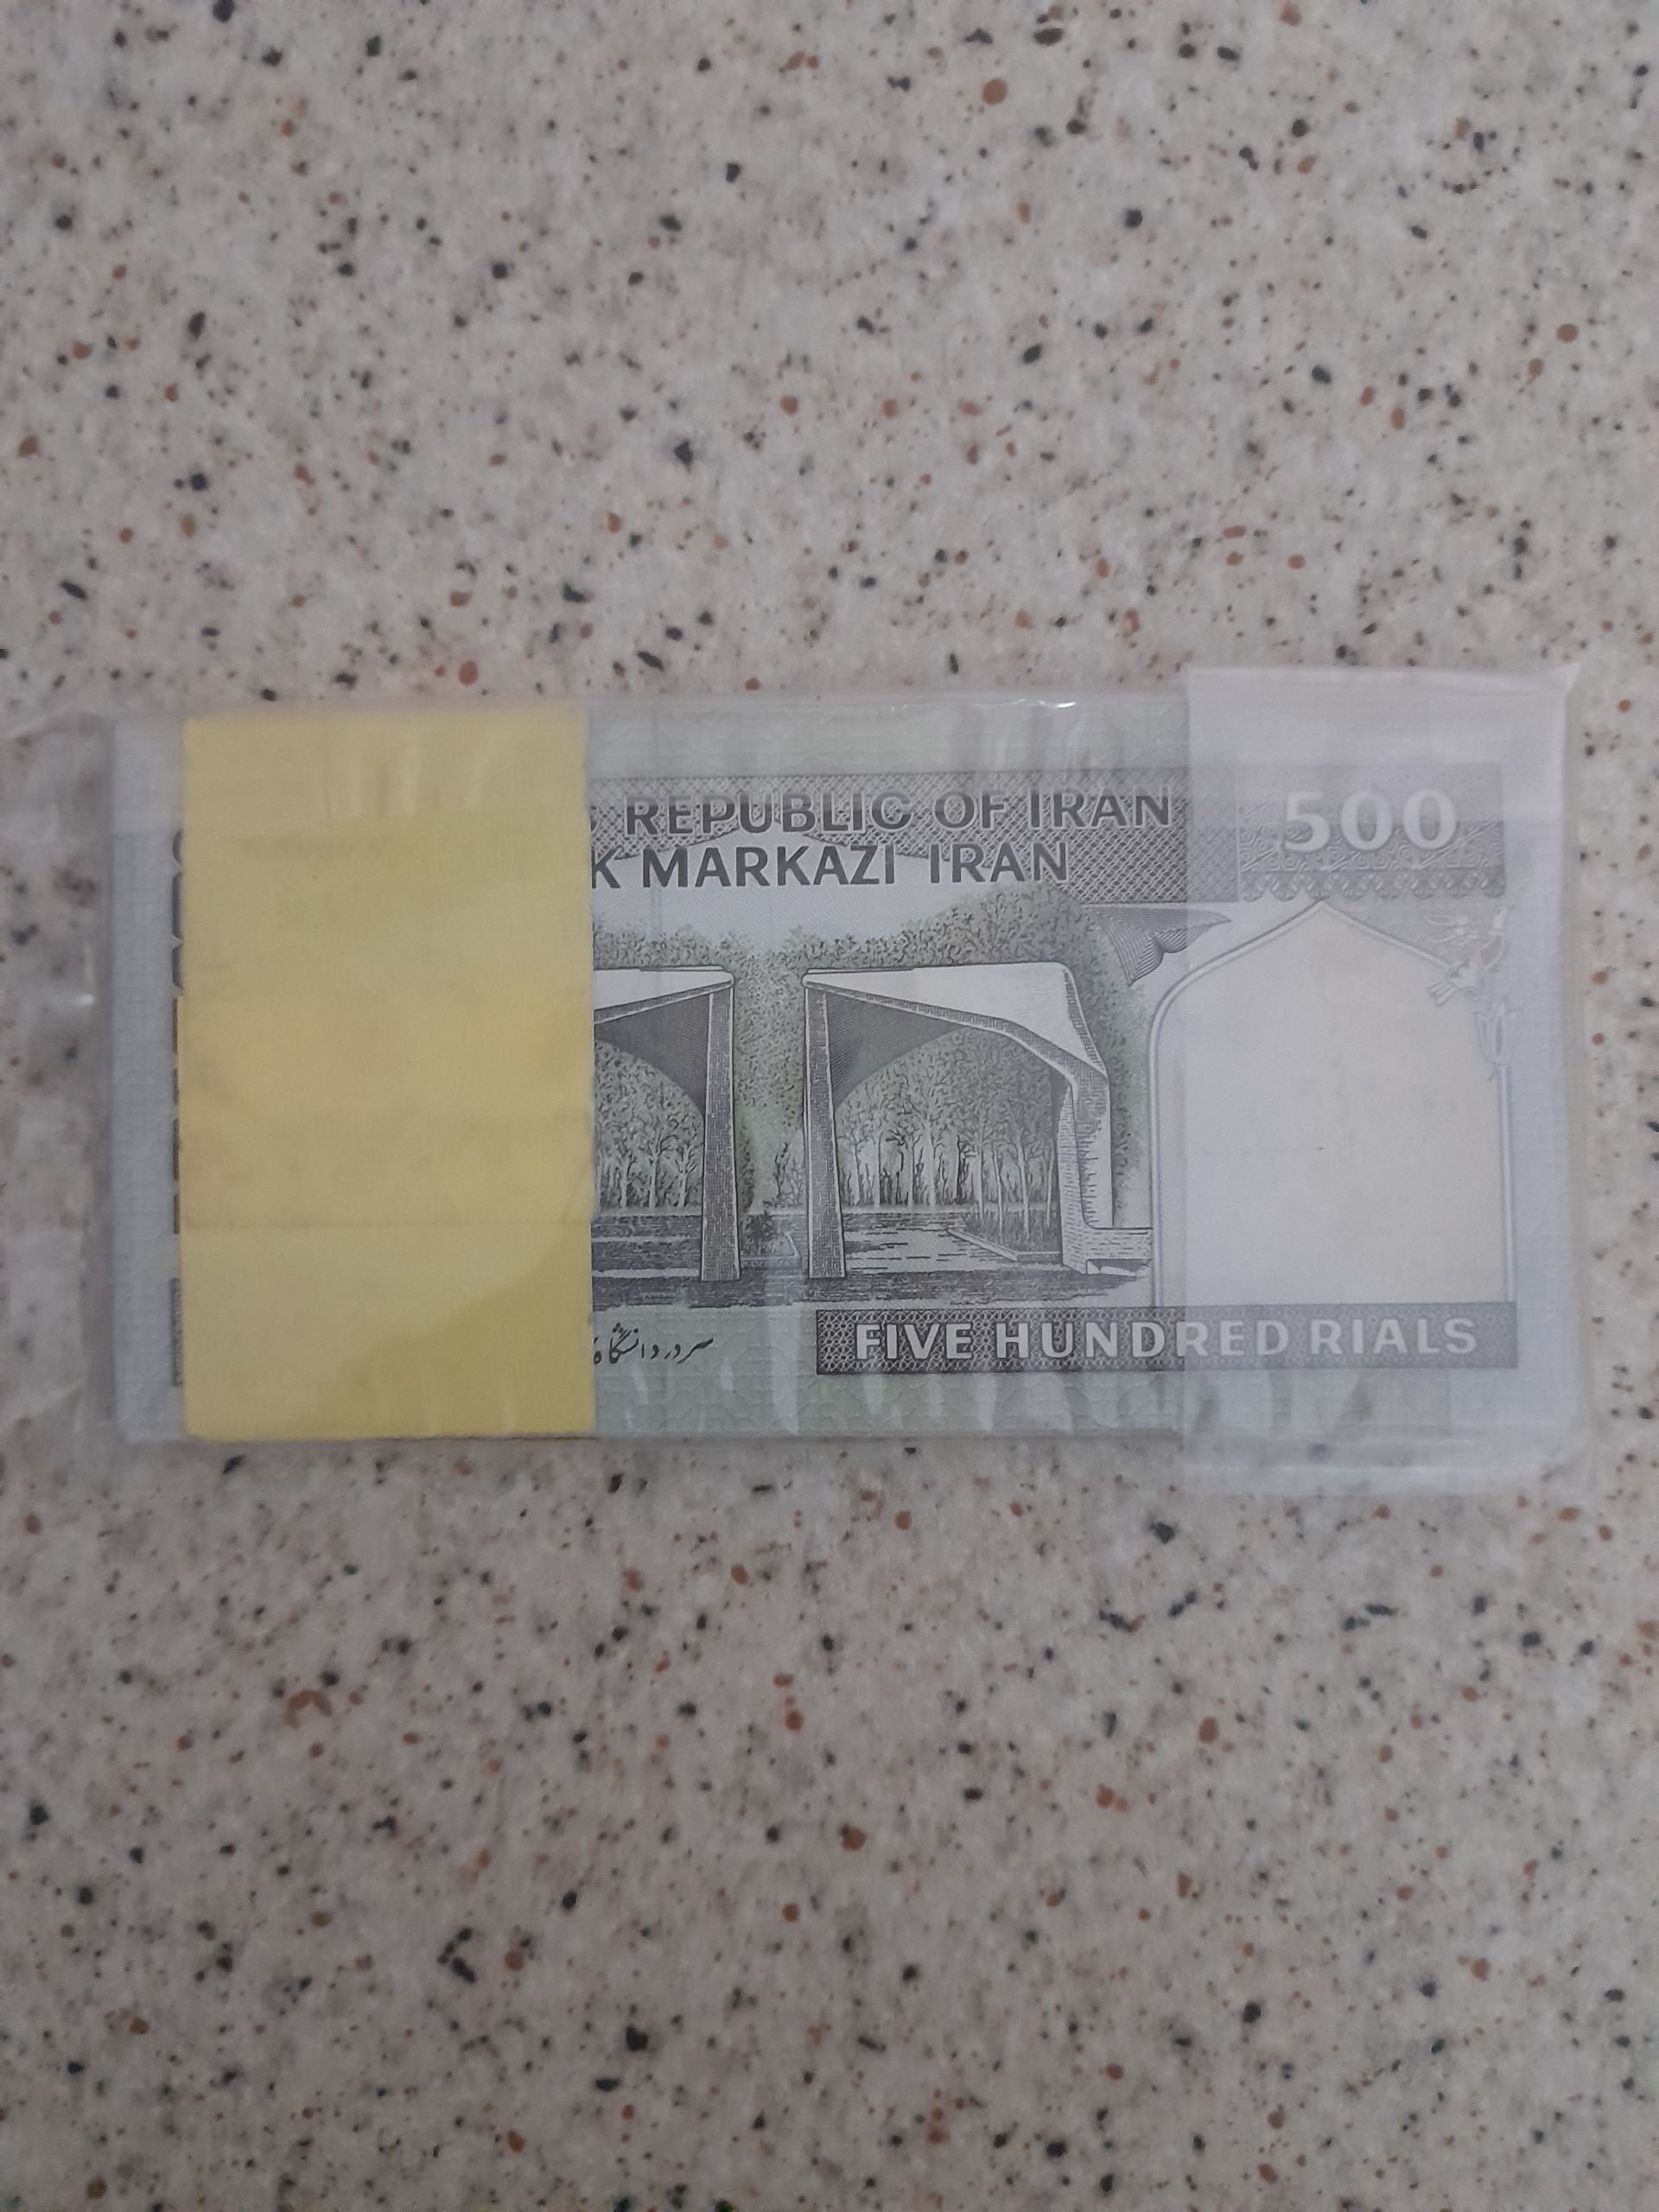 REPUBLIC OF IRAN
500
MARKAZI IRAN
سردر دانشگاه
FIVE HUNDRED RIALS